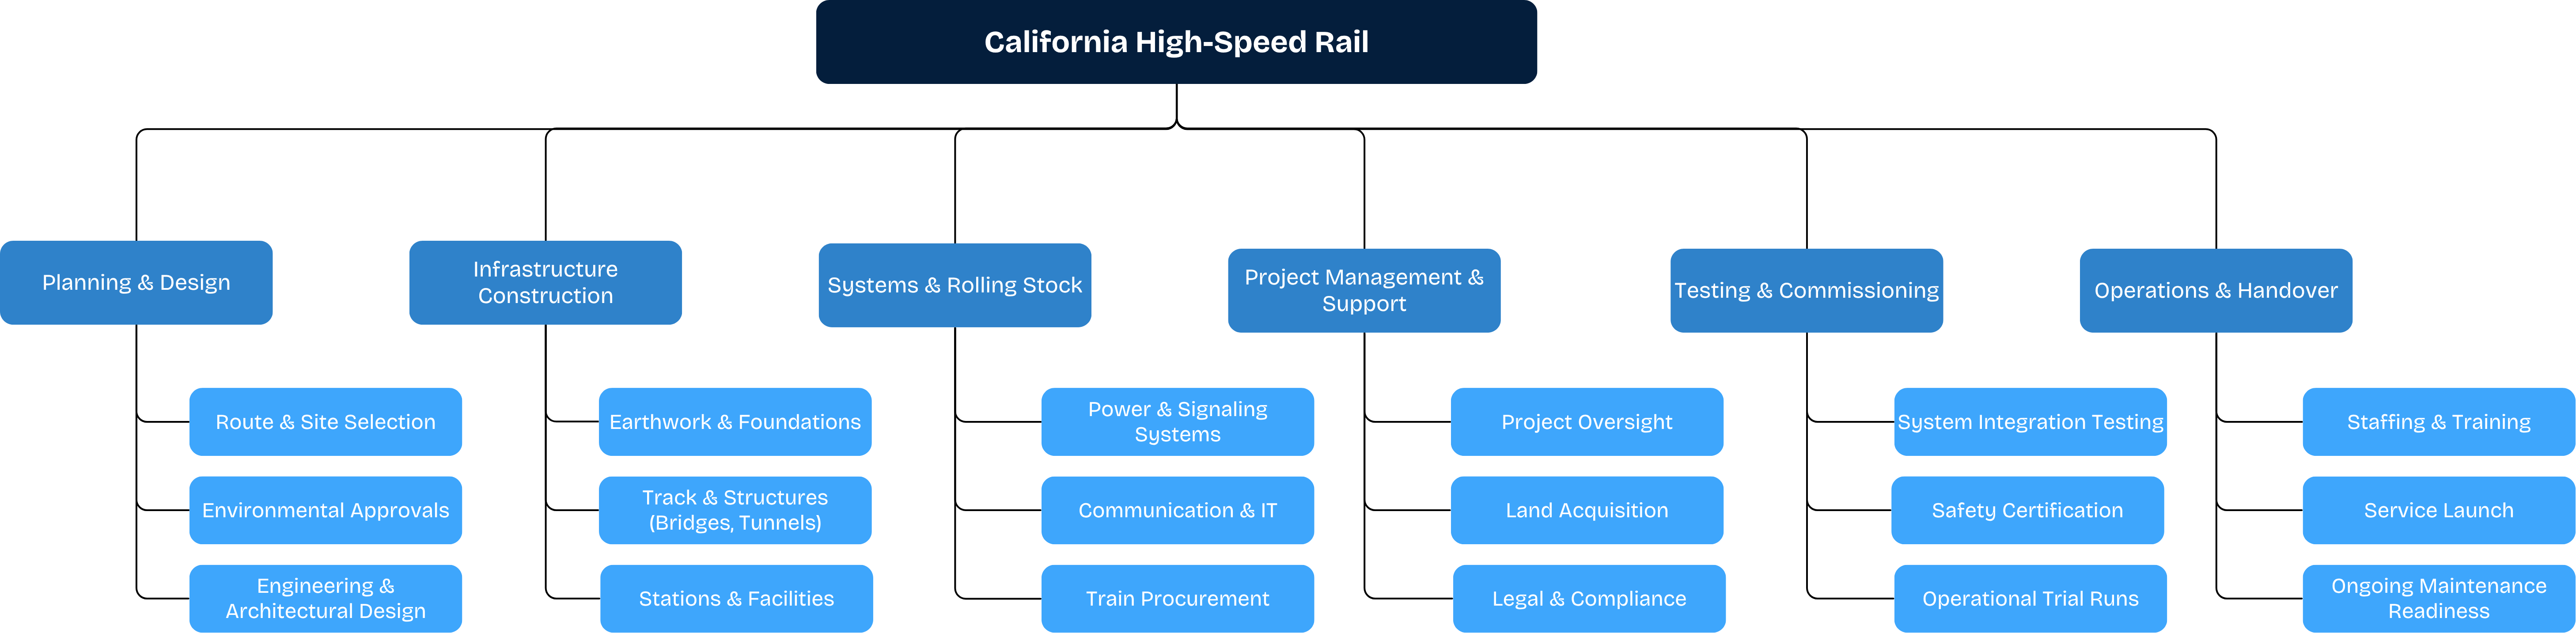 California High-Speed Rail
Planning & Design
Infrastructure
Construction
Systems & Rolling Stock
Project Management &
Support
Testing & Commissioning
Operations & Handover
Route & Site Selection
Environmental Approvals
Engineering &
Architectural Design
Earthwork & Foundations
Track & Structures
(Bridges, Tunnels)
Stations & Facilities
Power & Signaling
Systems
Communication & IT
Train Procurement
Project Oversight
Land Acquisition
Legal & Compliance
System Integration Testing
Safety Certification
Operational Trial Runs
Staffing & Training
Service Launch
Ongoing Maintenance
Readiness